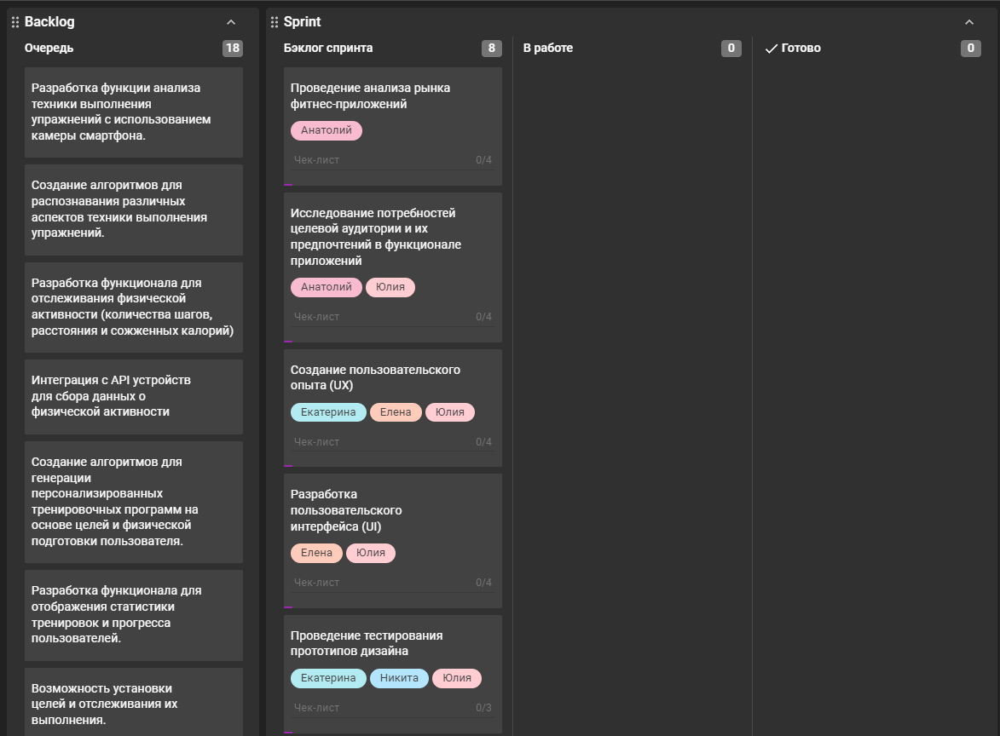 Backlog
Очередь 18
Разработка функции анализа
техники выполнения
упражнений с использованием
камеры смартфона.
Создание алгоритмов для
распознавания различных
аспектов техники выполнения
упражнений.
Разработка функционала для
отслеживания физической
активности (количества шагов,
расстояния и сожженных калорий)
Интеграция с API устройств
для сбора данных о
физической активности
Создание алгоритмов для
генерации
персонализированных
тренировочных программ на
основе целей и физической
подготовки пользователя.
Разработка функционала для
отображения статистики
тренировок и прогресса
пользователей.
Возможность установки
целей и отслеживания их
выполнения.
Sprint
Бэклог спринта 8
Проведение анализа рынка
фитнес-приложений
Анатолий
Чек-лист 0/4
Исследование потребностей
целевой аудитории и их
предпочтений в функционале
приложений
Анатолий Юлия
Чек-лист 0/4
Создание пользовательского
опыта (UX)
Екатерина Елена Юлия
Чек-лист 0/4
Разработка
пользовательского
интерфейса (UI)
Елена Юлия
Чек-лист 0/4
Проведение тестирования
прототипов дизайна
Екатерина Никита Юлия
Чек-лист 0/3
В работе 0
Готово 0